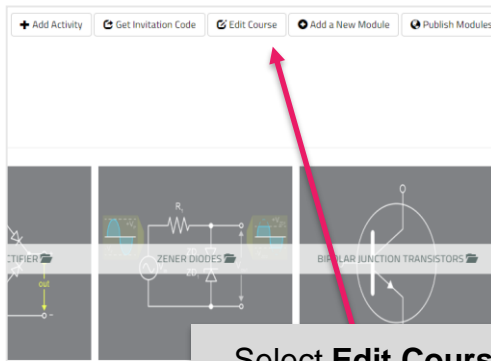 Add Activity Get Invitation Code Edit Course Add a New Module Publish Modules
CTIFIER ZENER DIODES BIPOLAR JUNCTION TRANSISTORS
out
Select Edit Cours